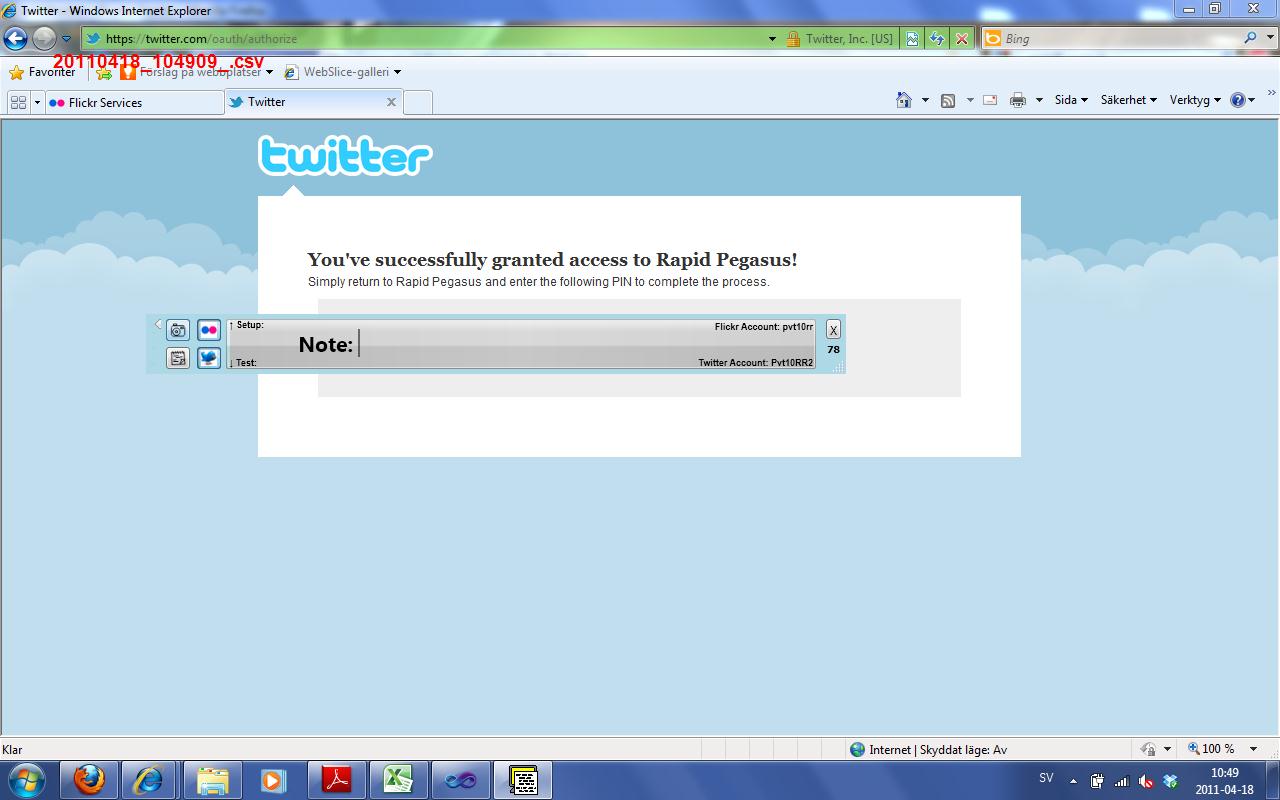 Twitter - Windows Internet Explorer
https://twitter.com/oauth/authorize
Twitter, Inc. [US]
Bing
20110418_104909_.csv
Favoriter
Förslag på webbplatser
WebSlice-galleri
Flickr Services
Twitter
Sida
Säkerhet
Verktyg
twitter
You've successfully granted access to Rapid Pegasus!
Simply return to Rapid Pegasus and enter the following PIN to complete the process.
↑ Setup:
Flickr Account: pvt10rr
X
Note:
78
↓ Test:
Twitter Account: Pvt10RR2
Klar
Internet | Skyddat läge: Av
100 %
SV
10:49
2011-04-18